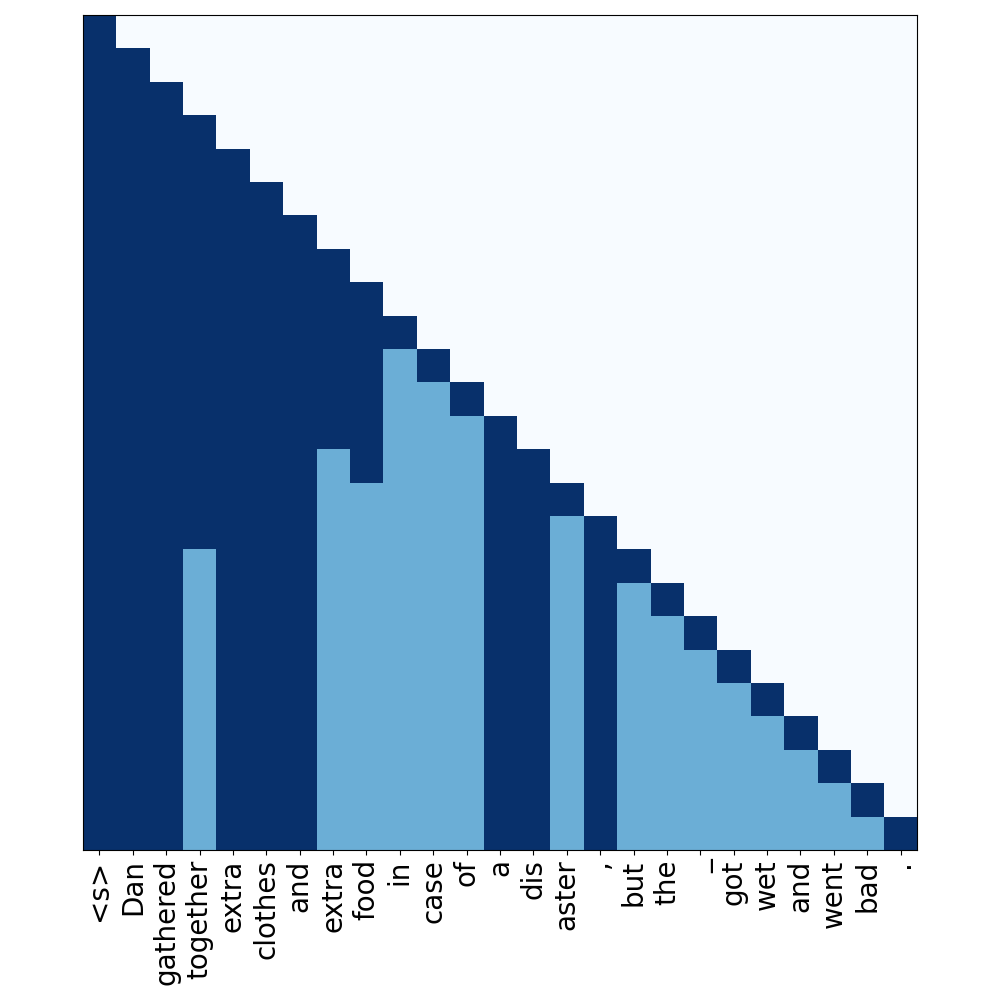 <s> Dan gathered together extra clothes and extra food in case of a dis aster , but the _ got wet and went bad .